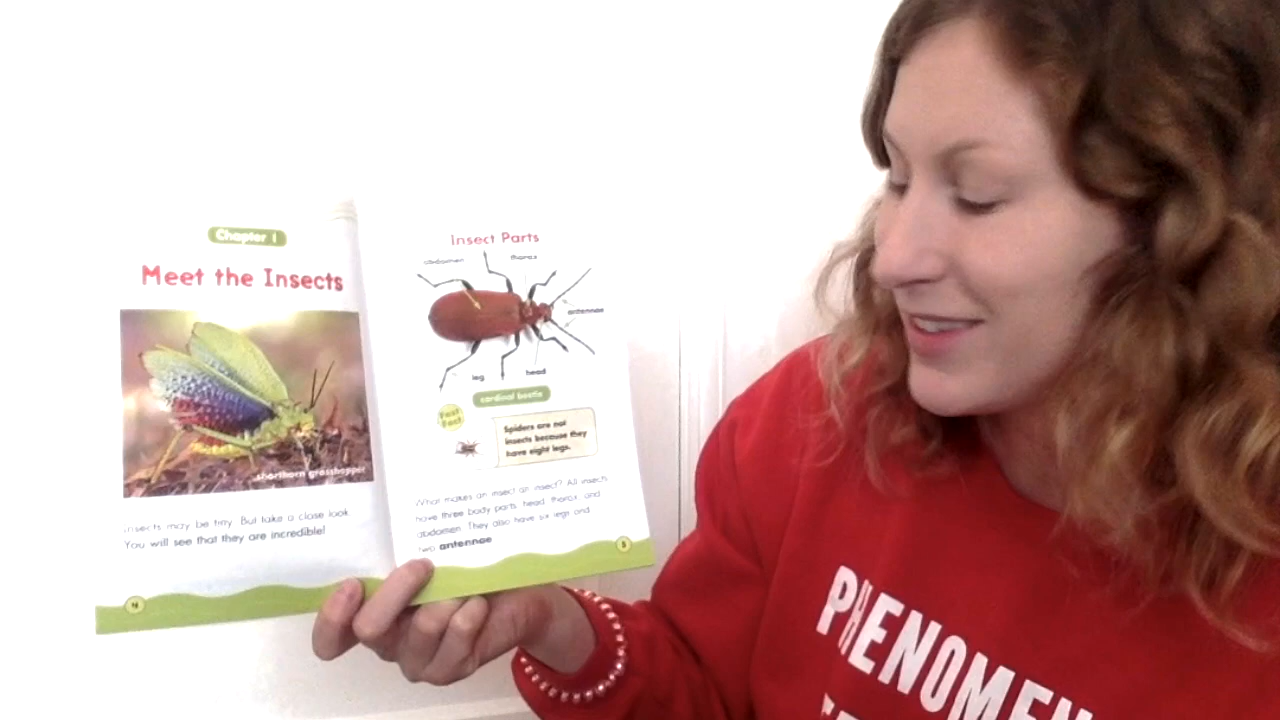 Chapter 1
Meet the Insects
shorthorn grasshopper
Insects may be tiny. But take a close look.
You will see that they are incredible!
4
Insect Parts
abdomen
thorax
antennae
leg
head
cardinal beetle
Fast
Fact
Spiders are not
insects because they
have eight legs.
What makes an insect an insect? All insects
have three body parts: head, thorax, and
abdomen. They also have six legs and
two antennae.
5
PHENOMEN